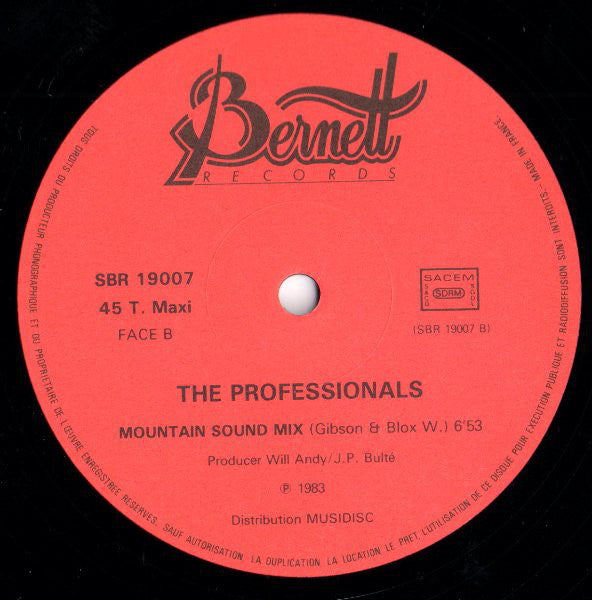 Bernett
RECORDS
SBR 19007
45 T. Maxi
FACE B
SACEM
SACD SDRM SGDL
(SBR 19007 B)
THE PROFESSIONALS
MOUNTAIN SOUND MIX (Gibson & Blox W.) 6'53
Producer Will Andy/J.P. Bulté
℗ 1983
Distribution MUSIDISC
TOUS DROITS DU PRODUCTEUR PHONOGRAPHIQUE ET DU PROPRIETAIRE DE L'ŒUVRE ENREGISTREE RESERVES. SAUF AUTORISATION, LA DUPLICATION, LA LOCATION, LE PRET, L'UTILISATION DE CE DISQUE POUR EXECUTION PUBLIQUE ET RADIODIFFUSION SONT INTERDITS - MADE IN FRANCE.